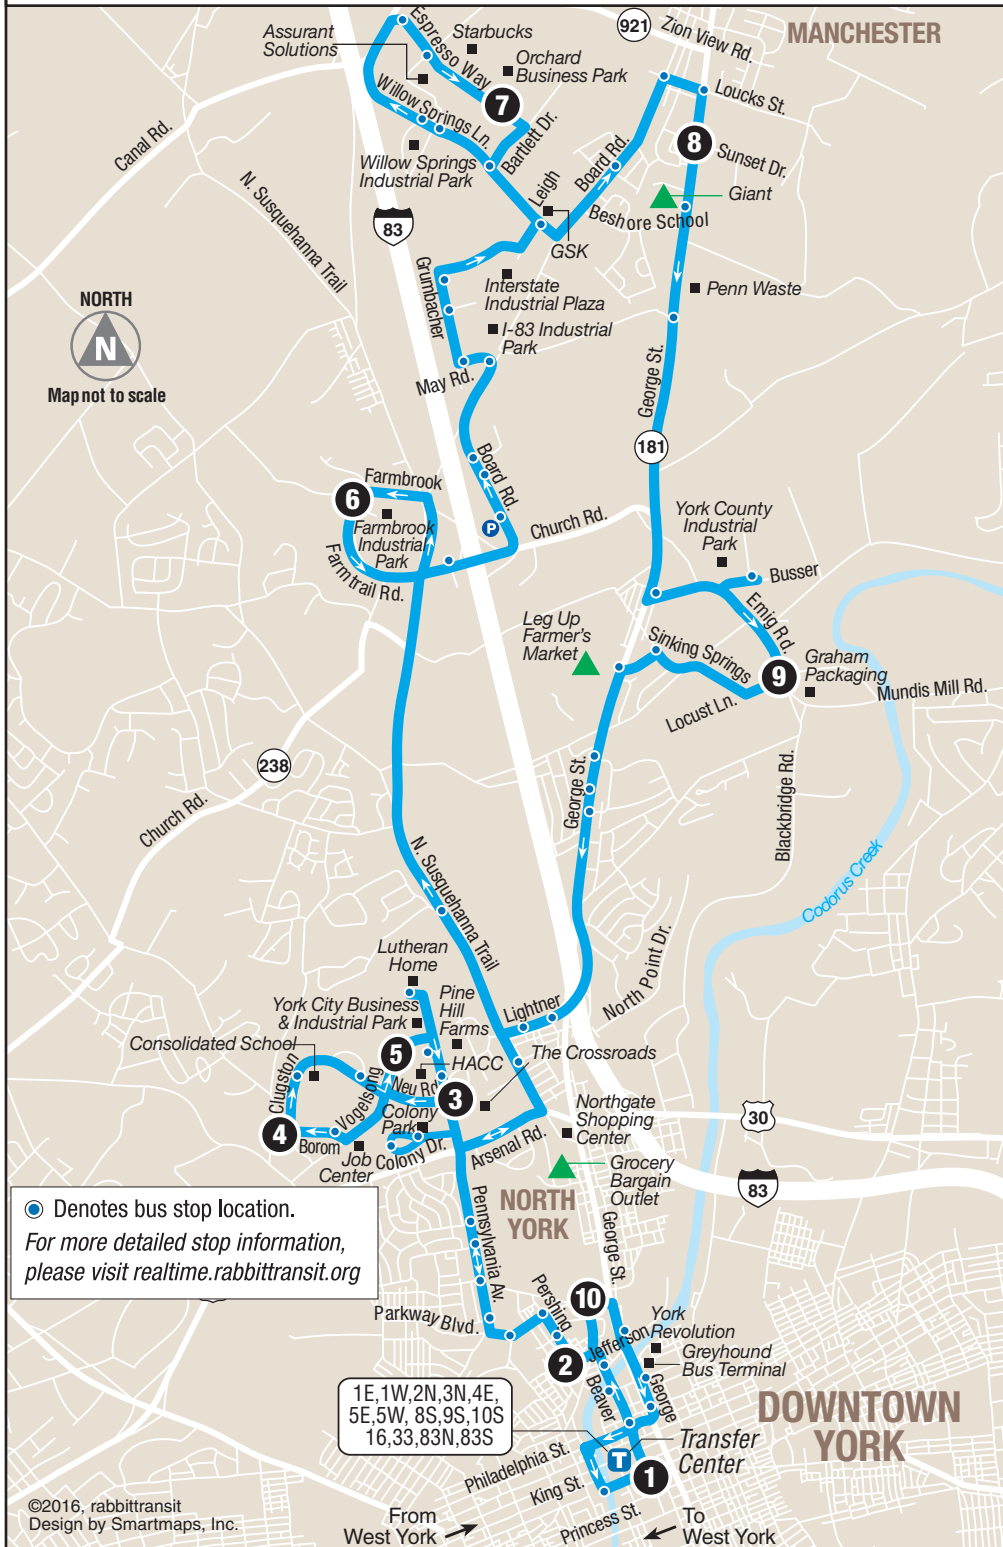 921
Zion View Rd.
MANCHESTER
Assurant
Solutions
Espresso Way
Starbucks
Orchard
Business Park
7
Loucks St.
Canal Rd.
Willow Springs Ln.
Bartlett Dr.
8
Sunset Dr.
Willow Springs
Industrial Park
N. Susquehanna Trail
Leigh
Board Rd.
Giant
Beshore School
83
GSK
Grumbacher
Interstate
Industrial Plaza
Penn Waste
NORTH
N
Map not to scale
I-83 Industrial
Park
May Rd.
George St.
181
Board Rd.
Farmbrook
6
Farmbrook
Industrial
Park
Farmtrail Rd.
P
Church Rd.
York County
Industrial
Park
Busser
Emig Rd.
Leg Up
Farmer's
Market
Sinking Springs
9
Graham
Packaging
Mundis Mill Rd.
Locust Ln.
238
Church Rd.
George St.
Blackbridge Rd.
Codorus Creek
N. Susquehanna Trail
Lutheran
Home
York City Business
& Industrial Park
Pine
Hill
Farms
North Point Dr.
Lightner
Consolidated School
5
HACC
The Crossroads
Clugston
Vogelsong
Neu Rd.
3
Colony
Park
Northgate
Shopping
Center
30
4
Borom
Job
Center
Colony Dr.
Arsenal Rd.
Grocery
Bargain
Outlet
83
NORTH
YORK
Denotes bus stop location.
For more detailed stop information,
please visit realtime.rabbittransit.org
Pennsylvania Av.
George St.
Parkway Blvd.
Pershing
10
York
Revolution
2
Jefferson
Greyhound
Bus Terminal
Beaver
George
1E,1W,2N,3N,4E,
5E,5W, 8S,9S,10S
16,33,83N,83S
DOWNTOWN
YORK
T
Transfer
Center
Philadelphia St.
1
King St.
Princess St.
©2016, rabbittransit
Design by Smartmaps, Inc.
From
West York
To
West York